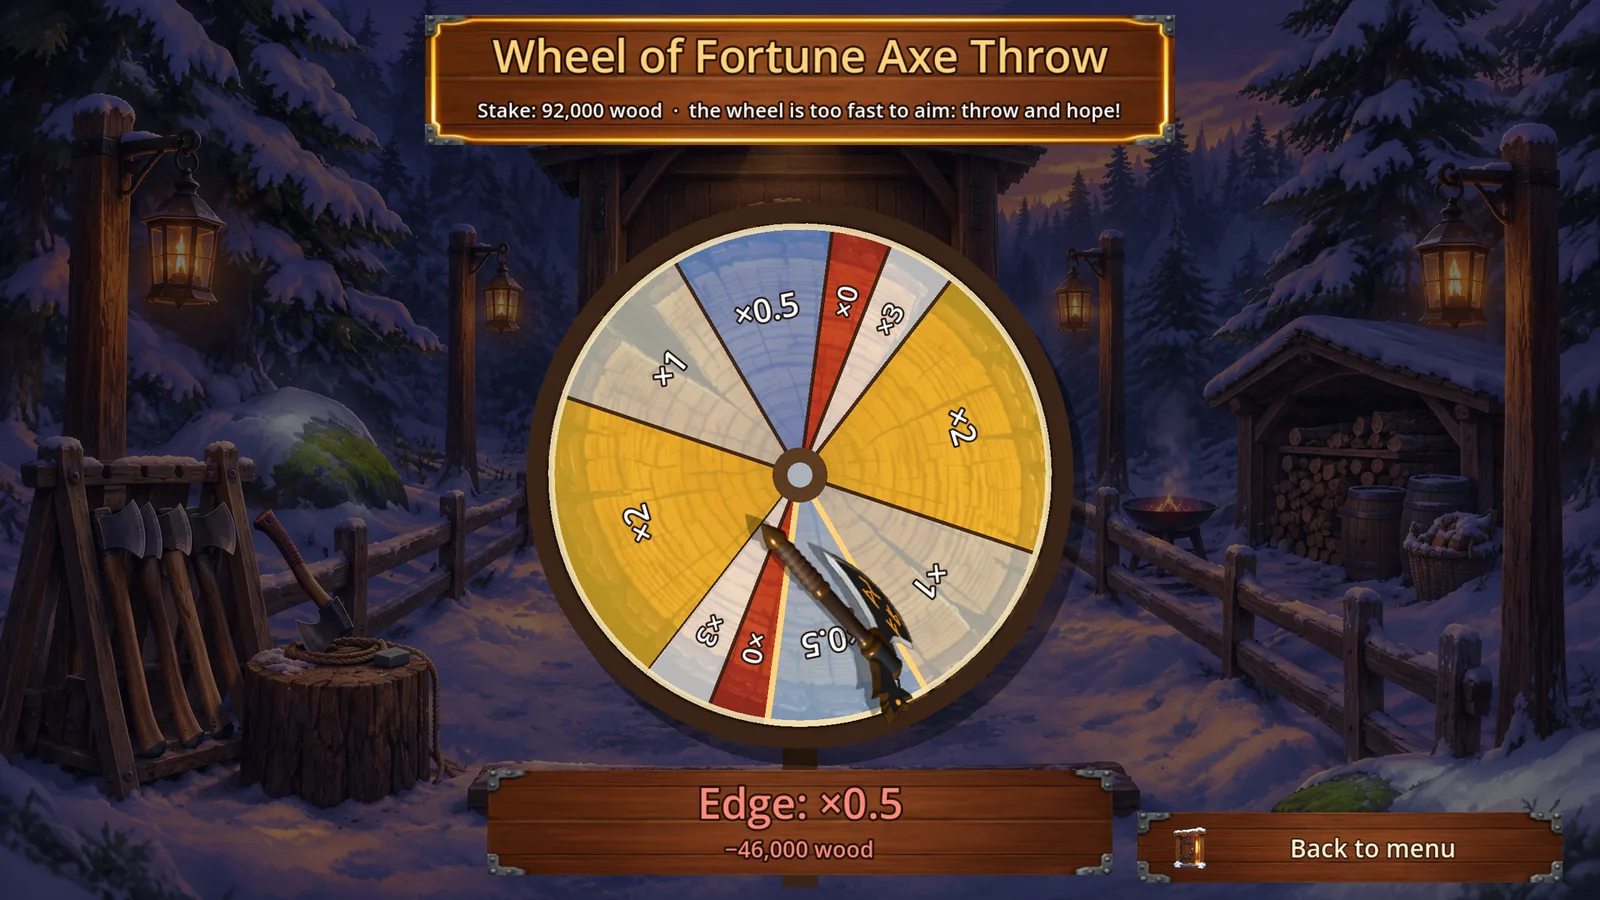 Wheel of Fortune Axe Throw
Stake: 92,000 wood · the wheel is too fast to aim: throw and hope!
×0.5
×0
×3
×1
×2
×2
×1
×3
×0
×0.5
Edge: ×0.5
−46,000 wood
Back to menu